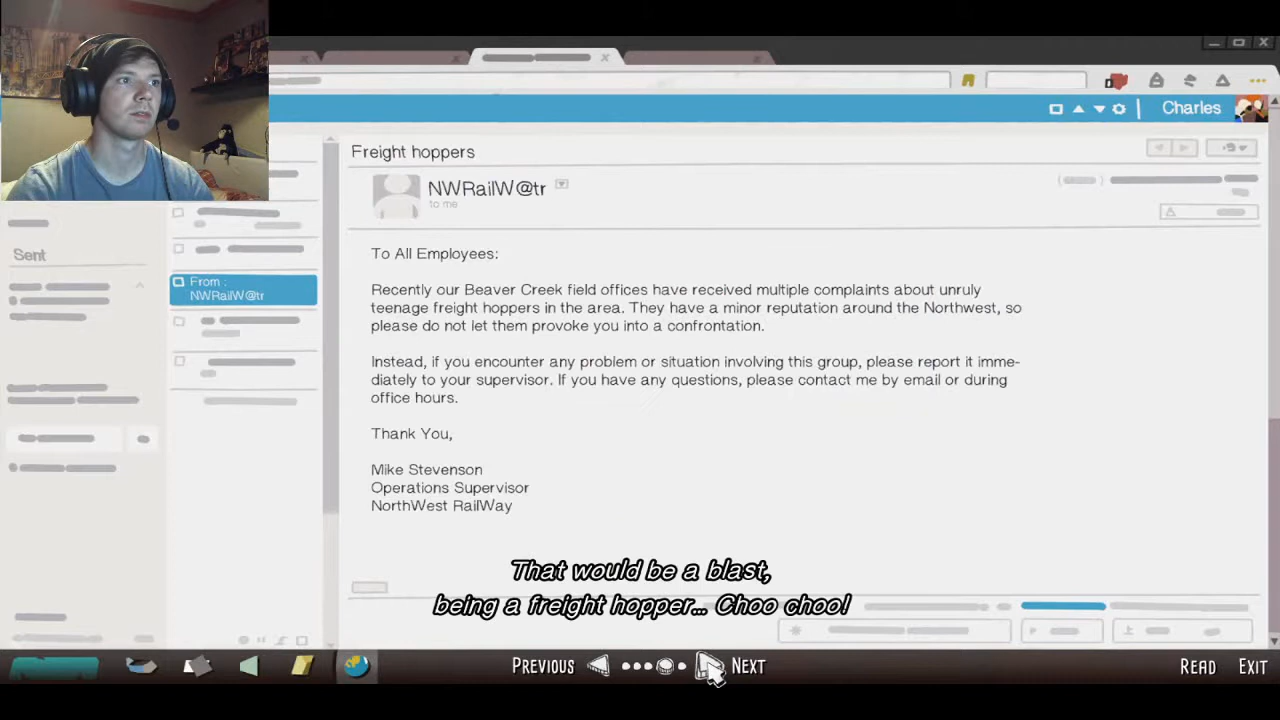 Charles
Freight hoppers
NWRailW@tr
to me
Sent
From :
NWRailW@tr
To All Employees:
Recently our Beaver Creek field offices have received multiple complaints about unruly
teenage freight hoppers in the area. They have a minor reputation around the Northwest, so
please do not let them provoke you into a confrontation.
Instead, if you encounter any problem or situation involving this group, please report it imme-
diately to your supervisor. If you have any questions, please contact me by email or during
office hours.
Thank You,
Mike Stevenson
Operations Supervisor
NorthWest RailWay
That would be a blast,
being a freight hopper... Choo choo!
PREVIOUS NEXT READ EXIT